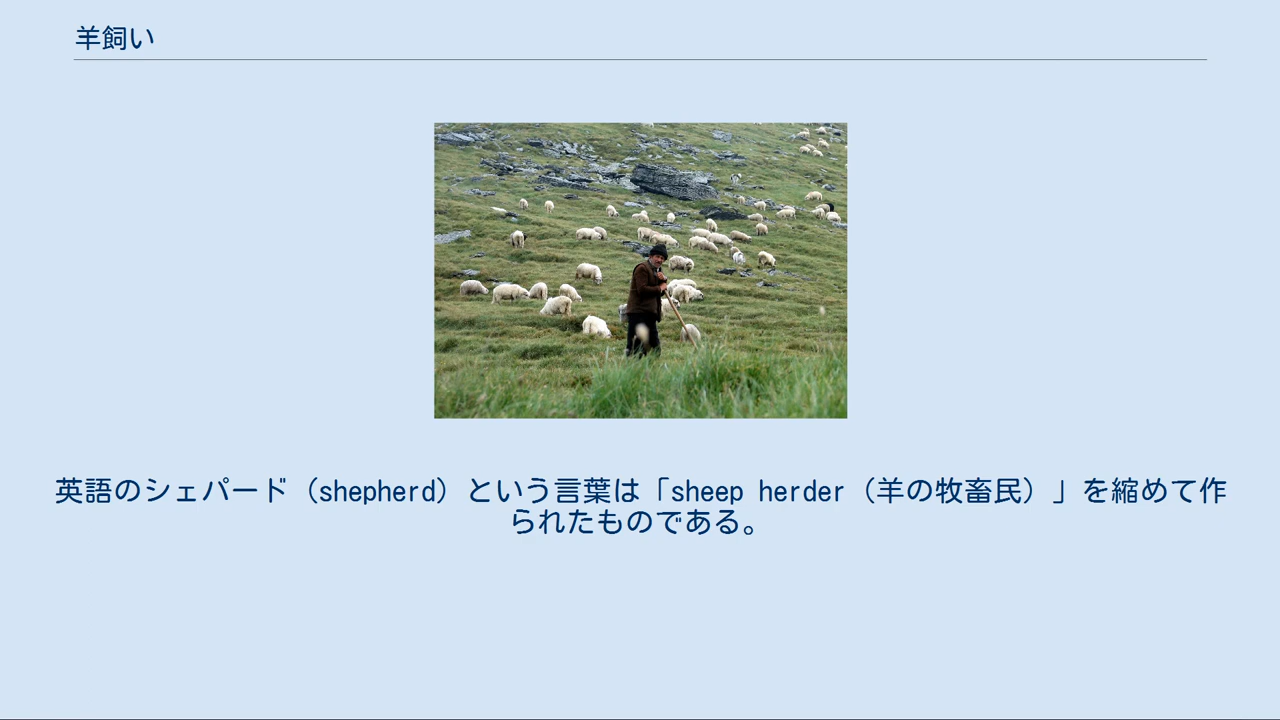 羊飼い
英語のシェパード（shepherd）という言葉は「sheep herder（羊の牧畜民）」を縮めて作
られたものである。